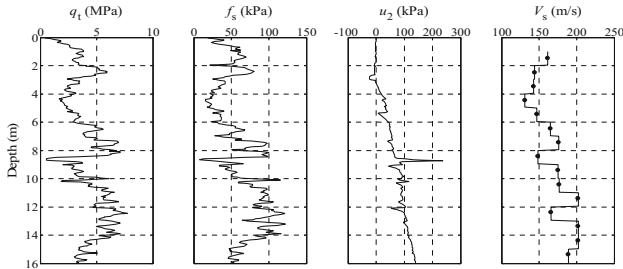 q_t (MPa)
f_s (kPa)
u_2 (kPa)
V_s (m/s)
0 5 10
0 50 100 150
-100 0 100 200 300
100 150 200 250
Depth (m)
0
2
4
6
8
10
12
14
16